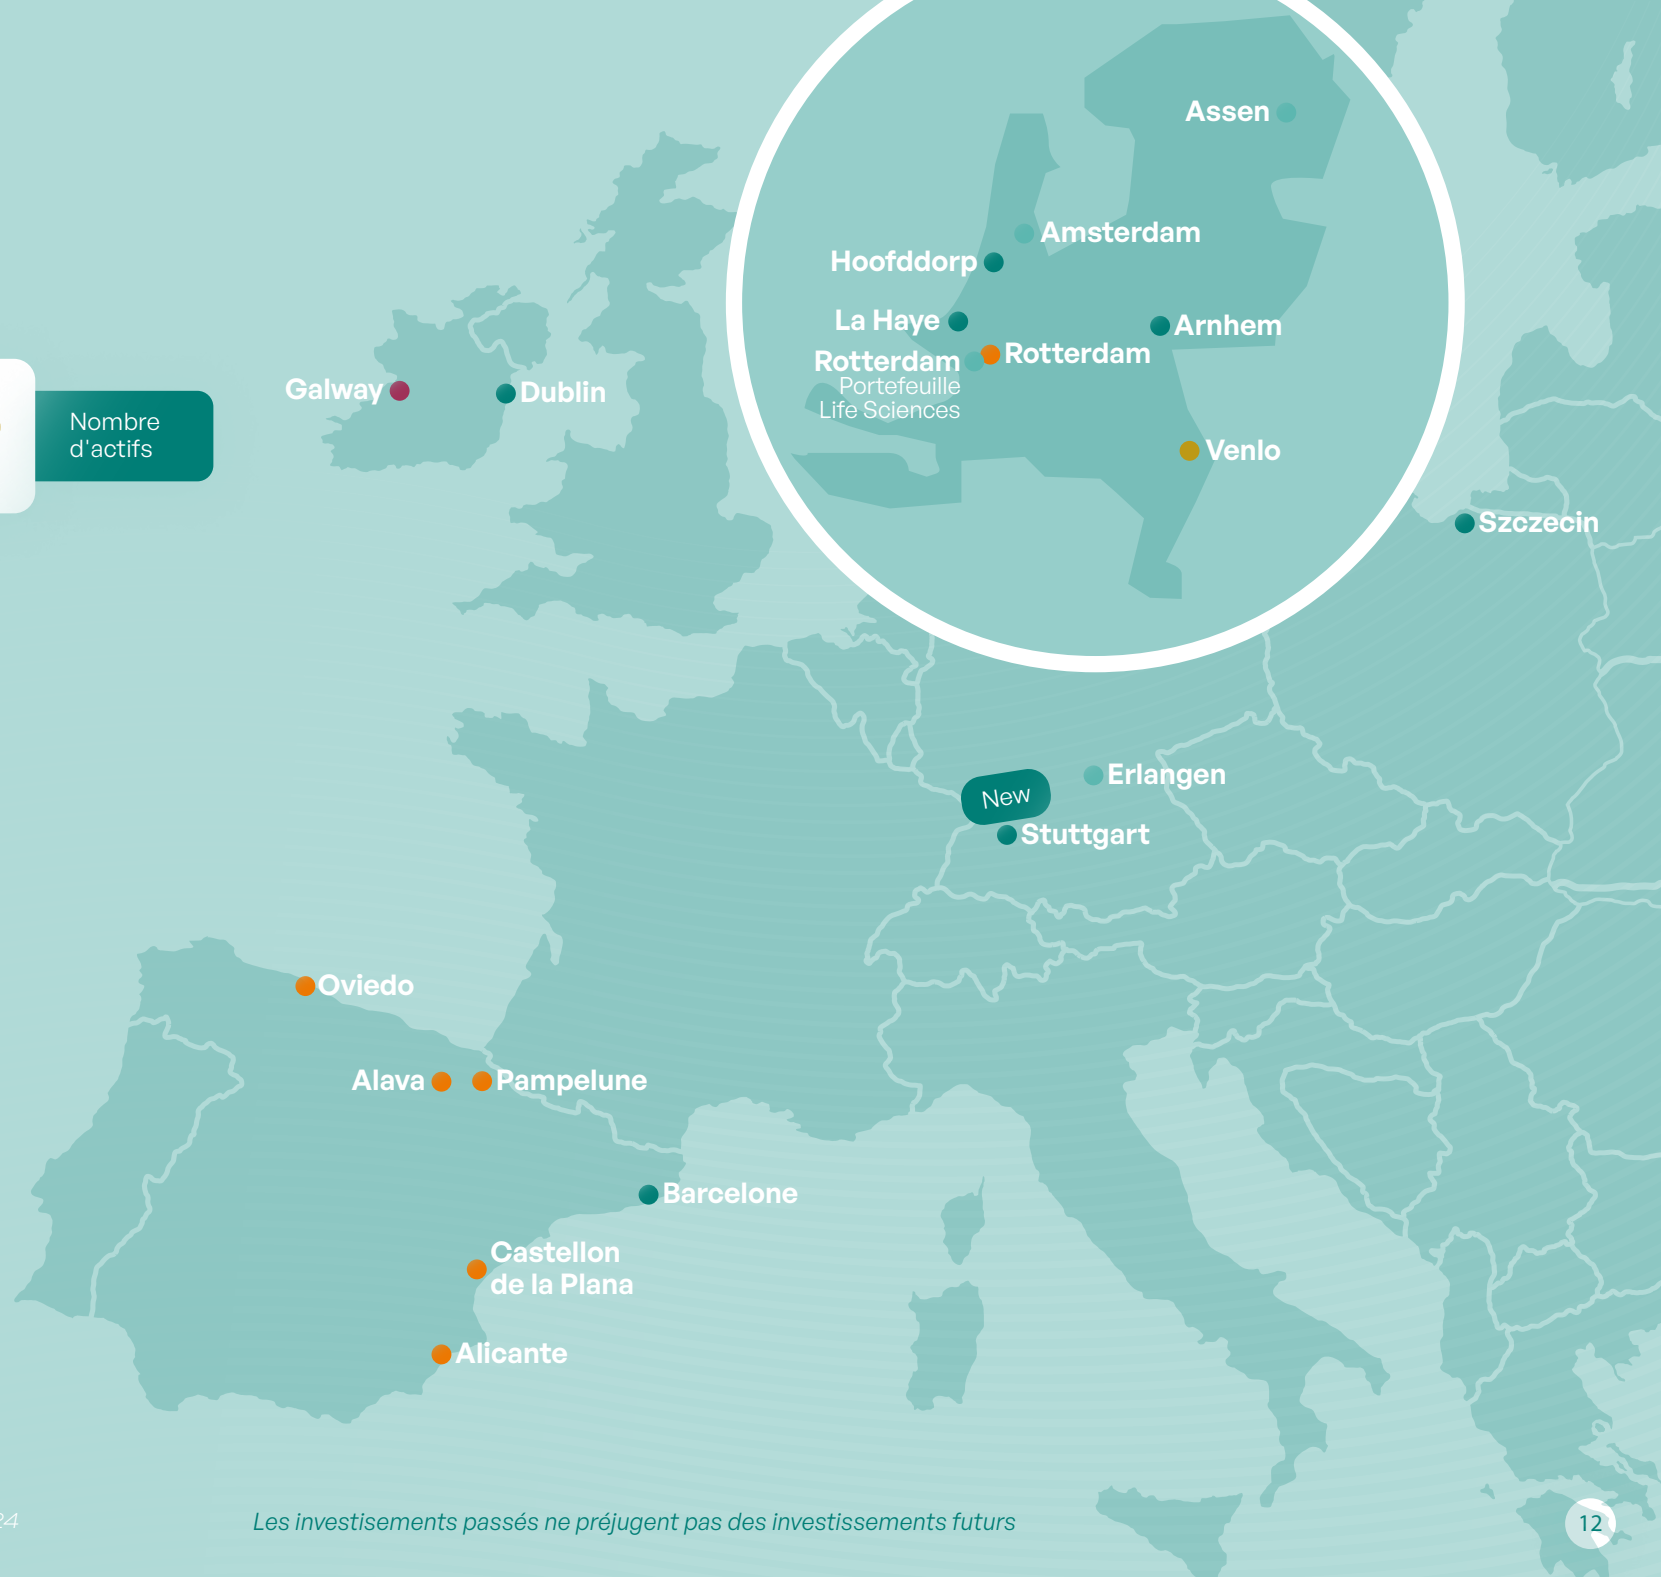 Assen
Amsterdam
Hoofddorp
La Haye
Arnhem
Rotterdam
Rotterdam
Portefeuille
Life Sciences
Venlo
Galway
Dublin
Nombre
d'actifs
Szczecin
Erlangen
New
Stuttgart
Oviedo
Alava
Pampelune
Barcelone
Castellon
de la Plana
Alicante
24
Les investisements passés ne préjugent pas des investissements futurs
12